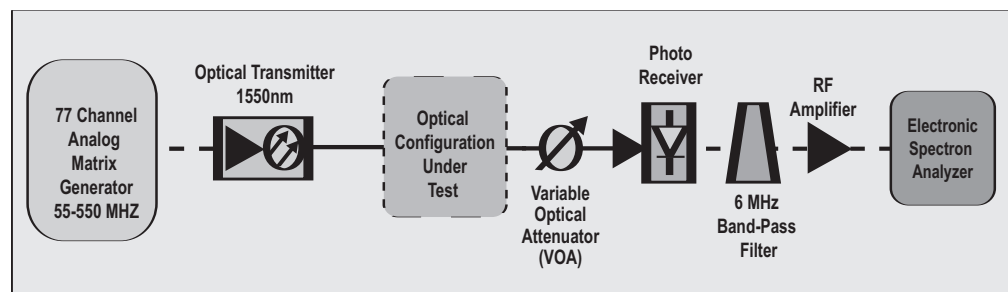 77 Channel
Analog
Matrix
Generator
55-550 MHZ
Optical Transmitter
1550nm
Optical
Configuration
Under
Test
Variable
Optical
Attenuator
(VOA)
Photo
Receiver
6 MHz
Band-Pass
Filter
RF
Amplifier
Electronic
Spectron
Analyzer